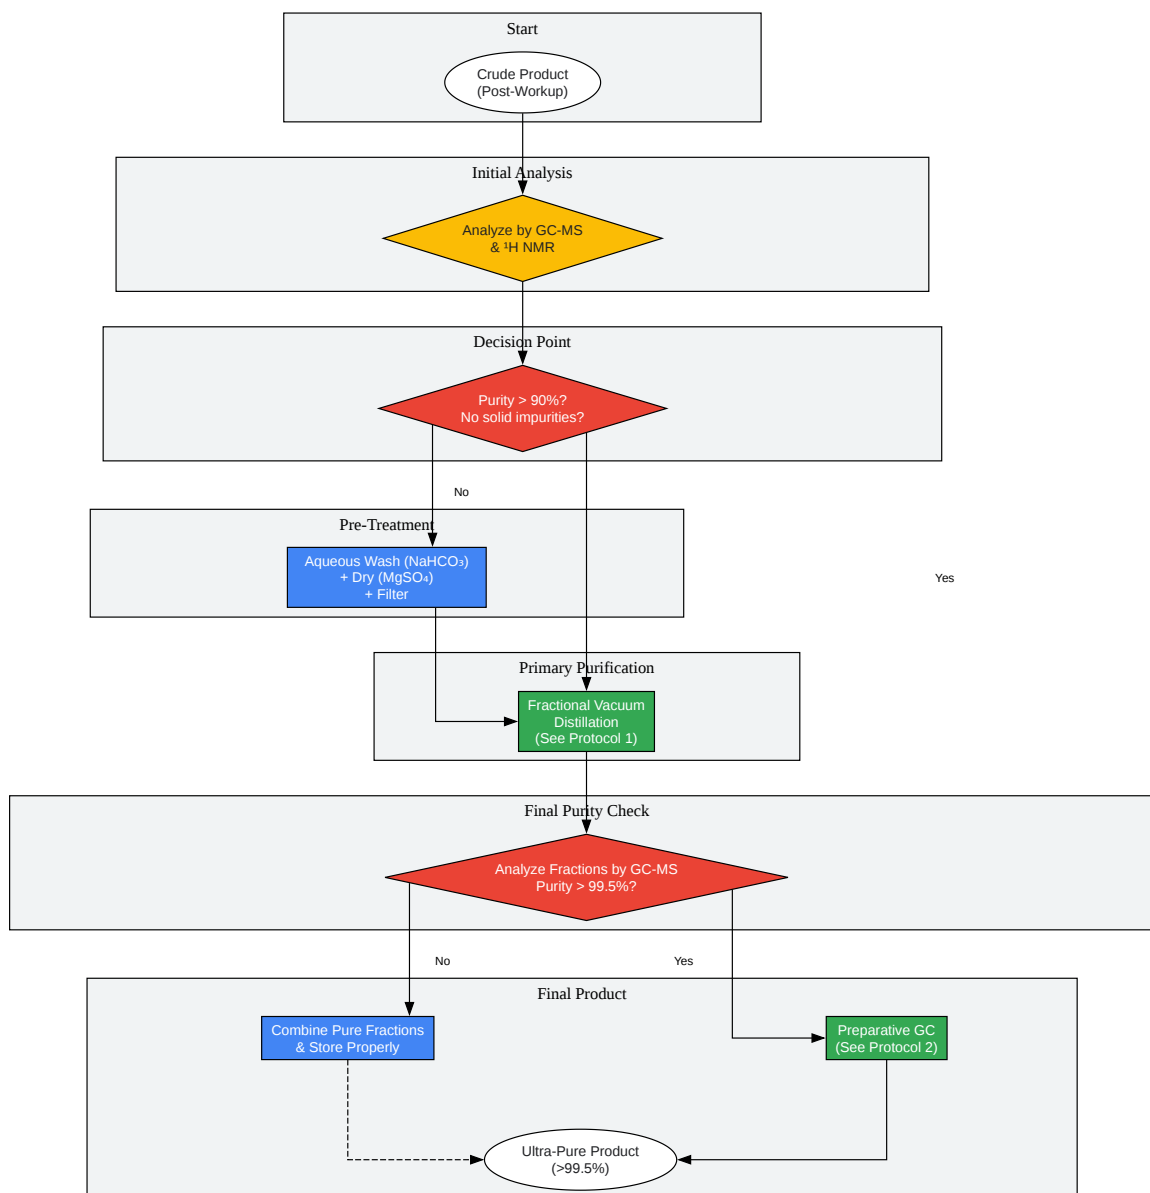 Start
Crude Product
(Post-Workup)
Initial Analysis
Analyze by GC-MS
& ¹H NMR
Decision Point
Purity > 90%?
No solid impurities?
No
Pre-Treatment
Aqueous Wash (NaHCO₃)
+ Dry (MgSO₄)
+ Filter
Yes
Primary Purification
Fractional Vacuum
Distillation
(See Protocol 1)
Final Purity Check
Analyze Fractions by GC-MS
Purity > 99.5%?
No
Yes
Final Product
Combine Pure Fractions
& Store Properly
Preparative GC
(See Protocol 2)
Ultra-Pure Product
(>99.5%)